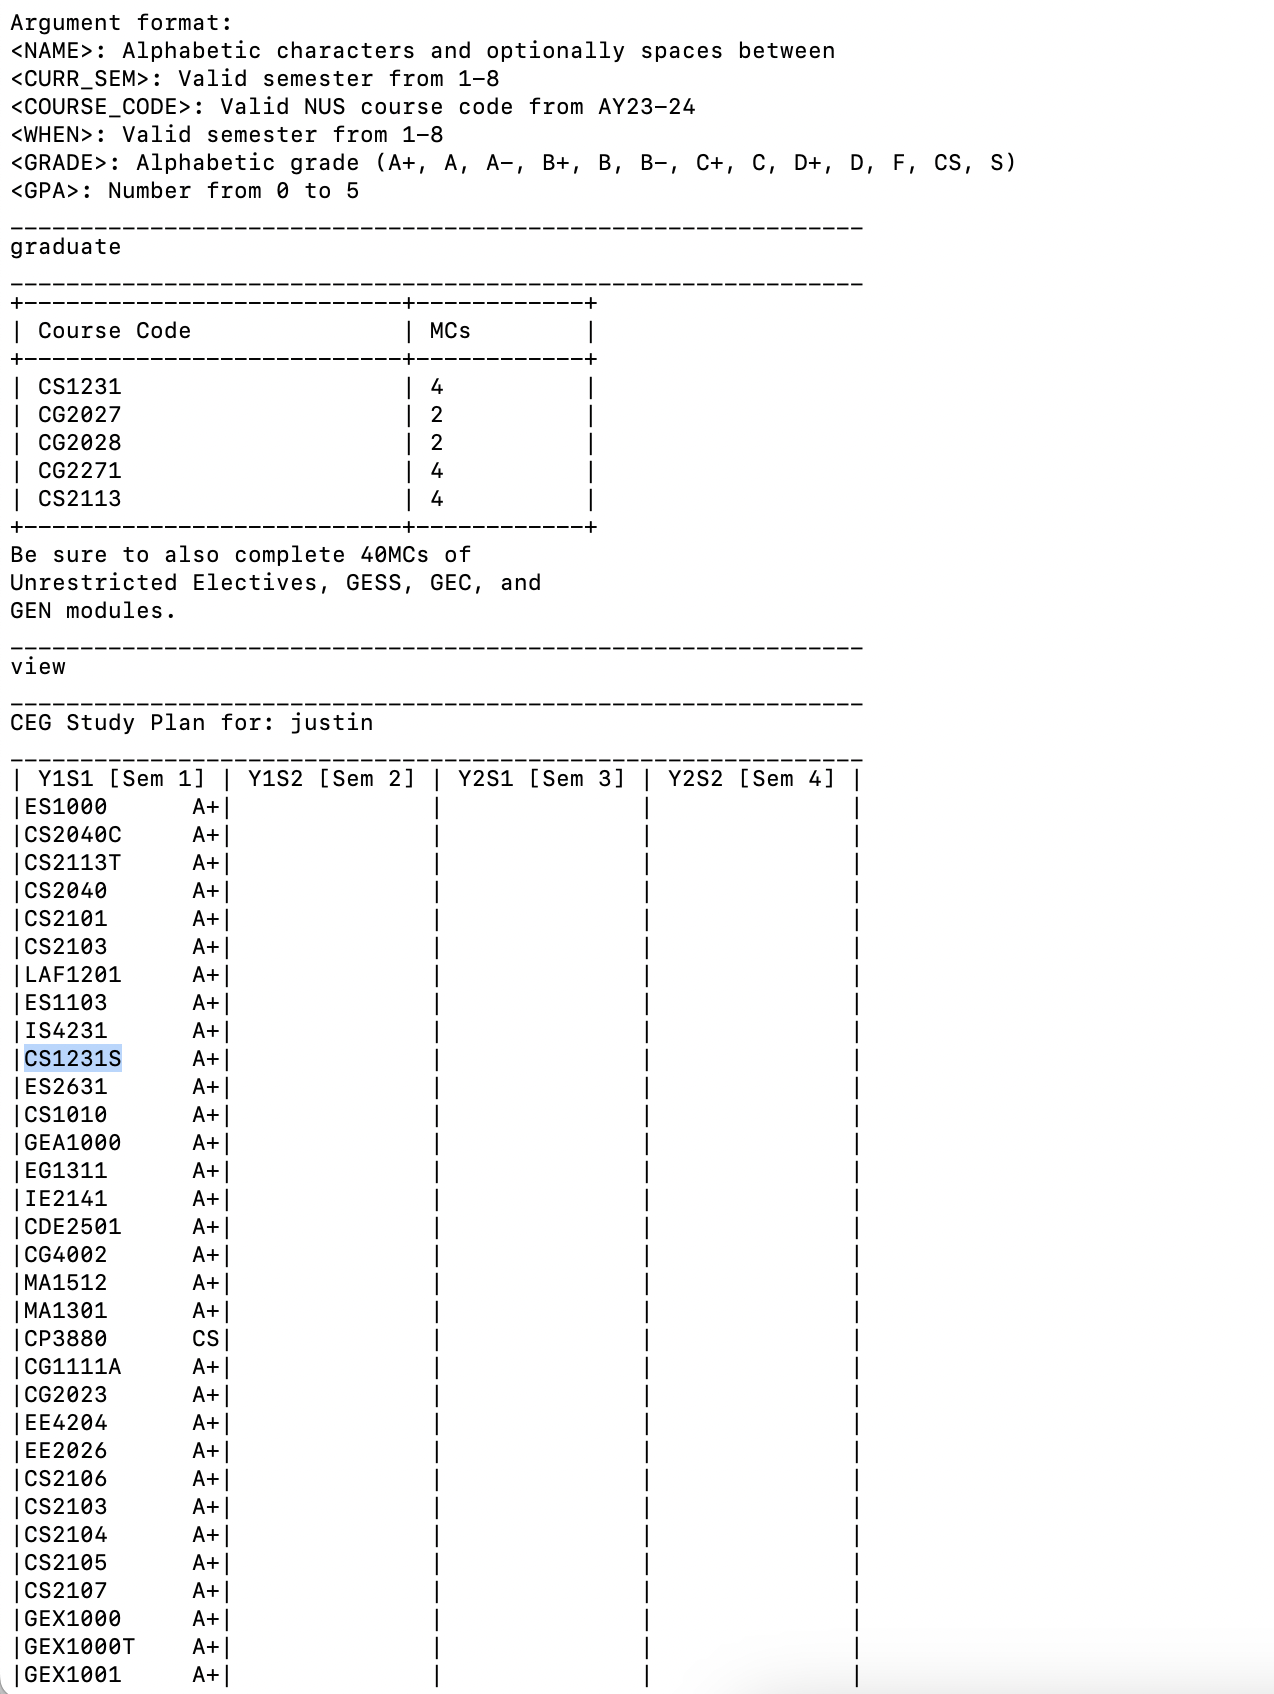 Argument format:
<NAME>: Alphabetic characters and optionally spaces between
<CURR_SEM>: Valid semester from 1-8
<COURSE_CODE>: Valid NUS course code from AY23-24
<WHEN>: Valid semester from 1-8
<GRADE>: Alphabetic grade (A+, A, A-, B+, B, B-, C+, C, D+, D, F, CS, S)
<GPA>: Number from 0 to 5
_____________________________________________________________
graduate
_____________________________________________________________
+---------------------------+------------+
| Course Code               | MCs        |
+---------------------------+------------+
| CS1231                    | 4          |
| CG2027                    | 2          |
| CG2028                    | 2          |
| CG2271                    | 4          |
| CS2113                    | 4          |
+---------------------------+------------+
Be sure to also complete 40MCs of
Unrestricted Electives, GESS, GEC, and
GEN modules.
_____________________________________________________________
view
_____________________________________________________________
CEG Study Plan for: justin
_____________________________________________________________
| Y1S1 [Sem 1] | Y1S2 [Sem 2] | Y2S1 [Sem 3] | Y2S2 [Sem 4] |
|ES1000      A+|              |              |              |
|CS2040C     A+|              |              |              |
|CS2113T     A+|              |              |              |
|CS2040      A+|              |              |              |
|CS2101      A+|              |              |              |
|CS2103      A+|              |              |              |
|LAF1201     A+|              |              |              |
|ES1103      A+|              |              |              |
|IS4231      A+|              |              |              |
|CS1231S     A+|              |              |              |
|ES2631      A+|              |              |              |
|CS1010      A+|              |              |              |
|GEA1000     A+|              |              |              |
|EG1311      A+|              |              |              |
|IE2141      A+|              |              |              |
|CDE2501     A+|              |              |              |
|CG4002      A+|              |              |              |
|MA1512      A+|              |              |              |
|MA1301      A+|              |              |              |
|CP3880      CS|              |              |              |
|CG1111A     A+|              |              |              |
|CG2023      A+|              |              |              |
|EE4204      A+|              |              |              |
|EE2026      A+|              |              |              |
|CS2106      A+|              |              |              |
|CS2103      A+|              |              |              |
|CS2104      A+|              |              |              |
|CS2105      A+|              |              |              |
|CS2107      A+|              |              |              |
|GEX1000     A+|              |              |              |
|GEX1000T    A+|              |              |              |
|GEX1001     A+|              |              |              |